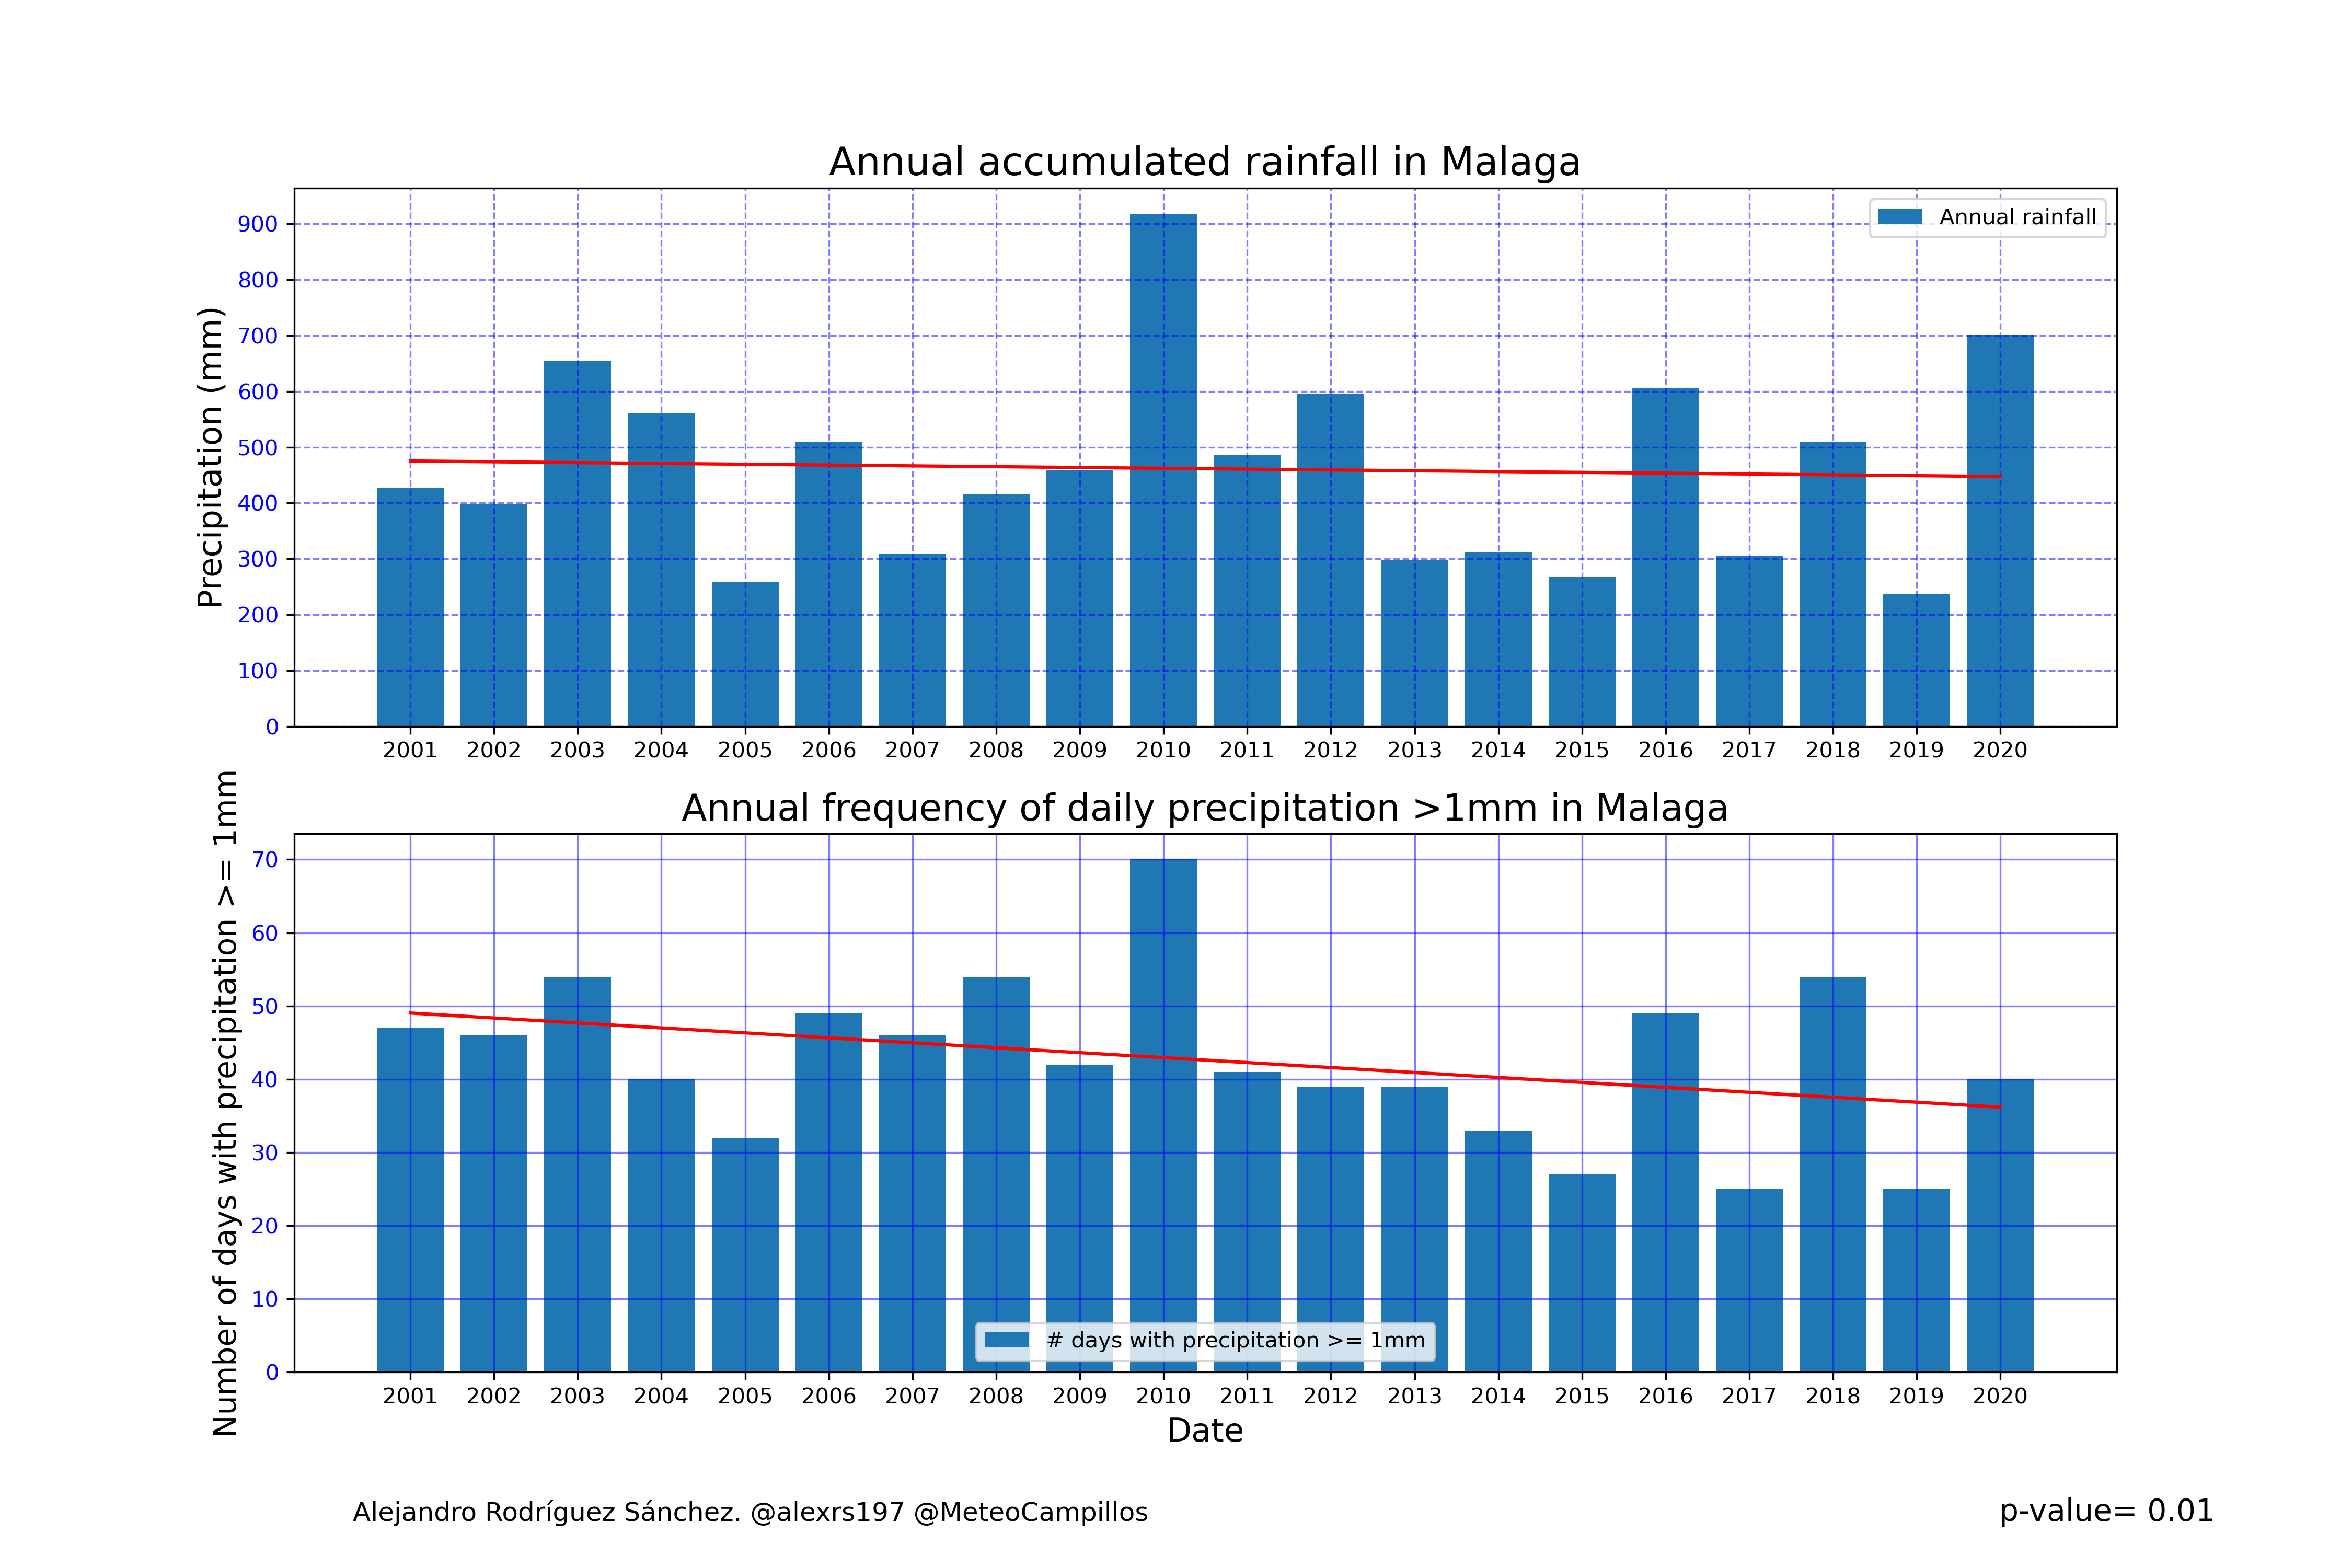 Annual accumulated rainfall in Malaga
Precipitation (mm)
900
800
700
600
500
400
300
200
100
0
Annual rainfall
2001 2002 2003 2004 2005 2006 2007 2008 2009 2010 2011 2012 2013 2014 2015 2016 2017 2018 2019 2020
Annual frequency of daily precipitation >1mm in Malaga
Number of days with precipitation >= 1mm
70
60
50
40
30
20
10
0
# days with precipitation >= 1mm
2001 2002 2003 2004 2005 2006 2007 2008 2009 2010 2011 2012 2013 2014 2015 2016 2017 2018 2019 2020
Date
Alejandro Rodríguez Sánchez. @alexrs197 @MeteoCampillos
p-value= 0.01